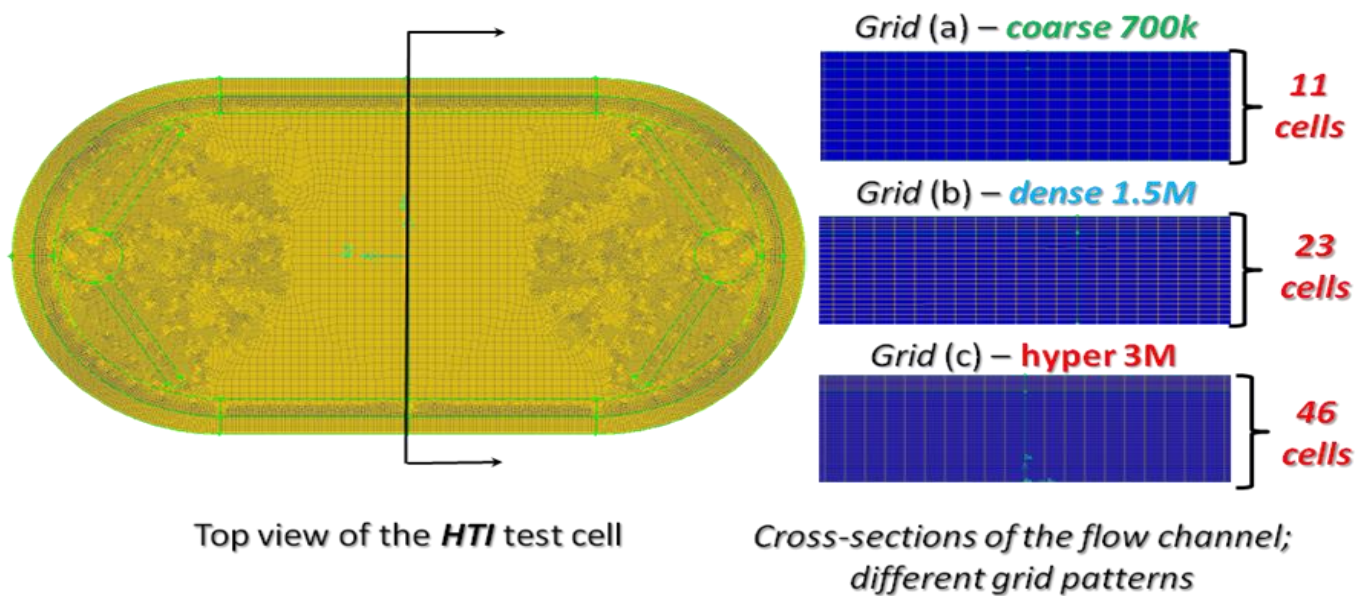 Grid (a) – coarse 700k
11
cells
Grid (b) – dense 1.5M
23
cells
Grid (c) – hyper 3M
46
cells
Top view of the HTI test cell
Cross-sections of the flow channel;
different grid patterns